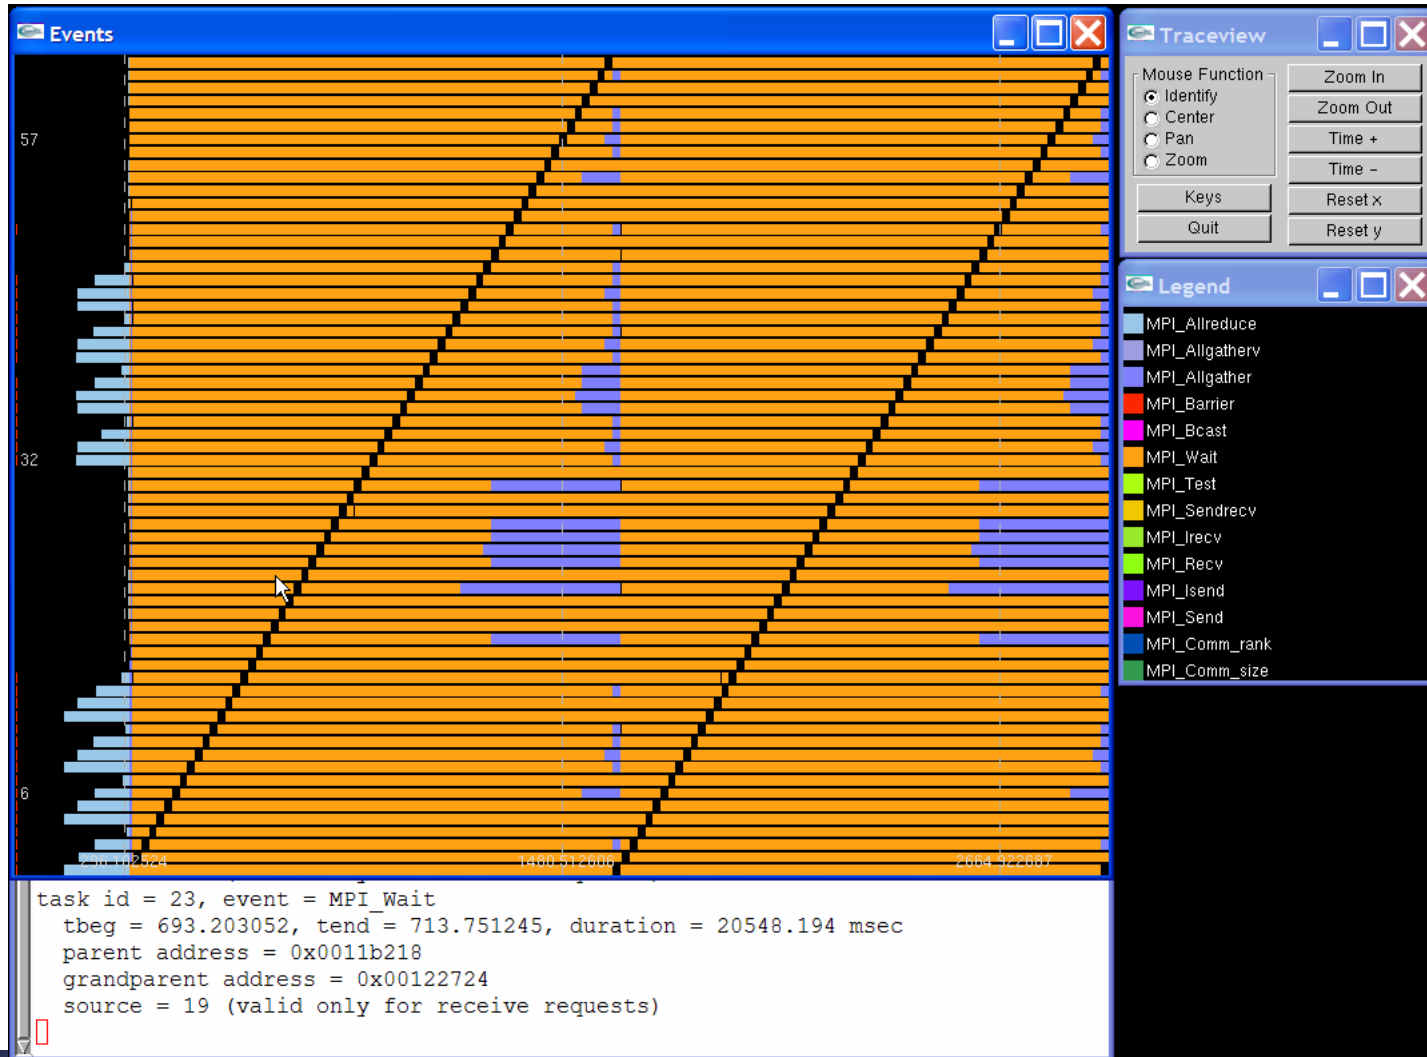 Events
57
32
6
296.102524
1480.512606
2664.922687
task id = 23, event = MPI_Wait
tbeg = 693.203052, tend = 713.751245, duration = 20548.194 msec
parent address = 0x0011b218
grandparent address = 0x00122724
source = 19 (valid only for receive requests)
Traceview
Mouse Function
Identify
Center
Pan
Zoom
Keys
Quit
Zoom In
Zoom Out
Time +
Time -
Reset x
Reset y
Legend
MPI_Allreduce
MPI_Allgatherv
MPI_Allgather
MPI_Barrier
MPI_Bcast
MPI_Wait
MPI_Test
MPI_Sendrecv
MPI_Irecv
MPI_Recv
MPI_Isend
MPI_Send
MPI_Comm_rank
MPI_Comm_size